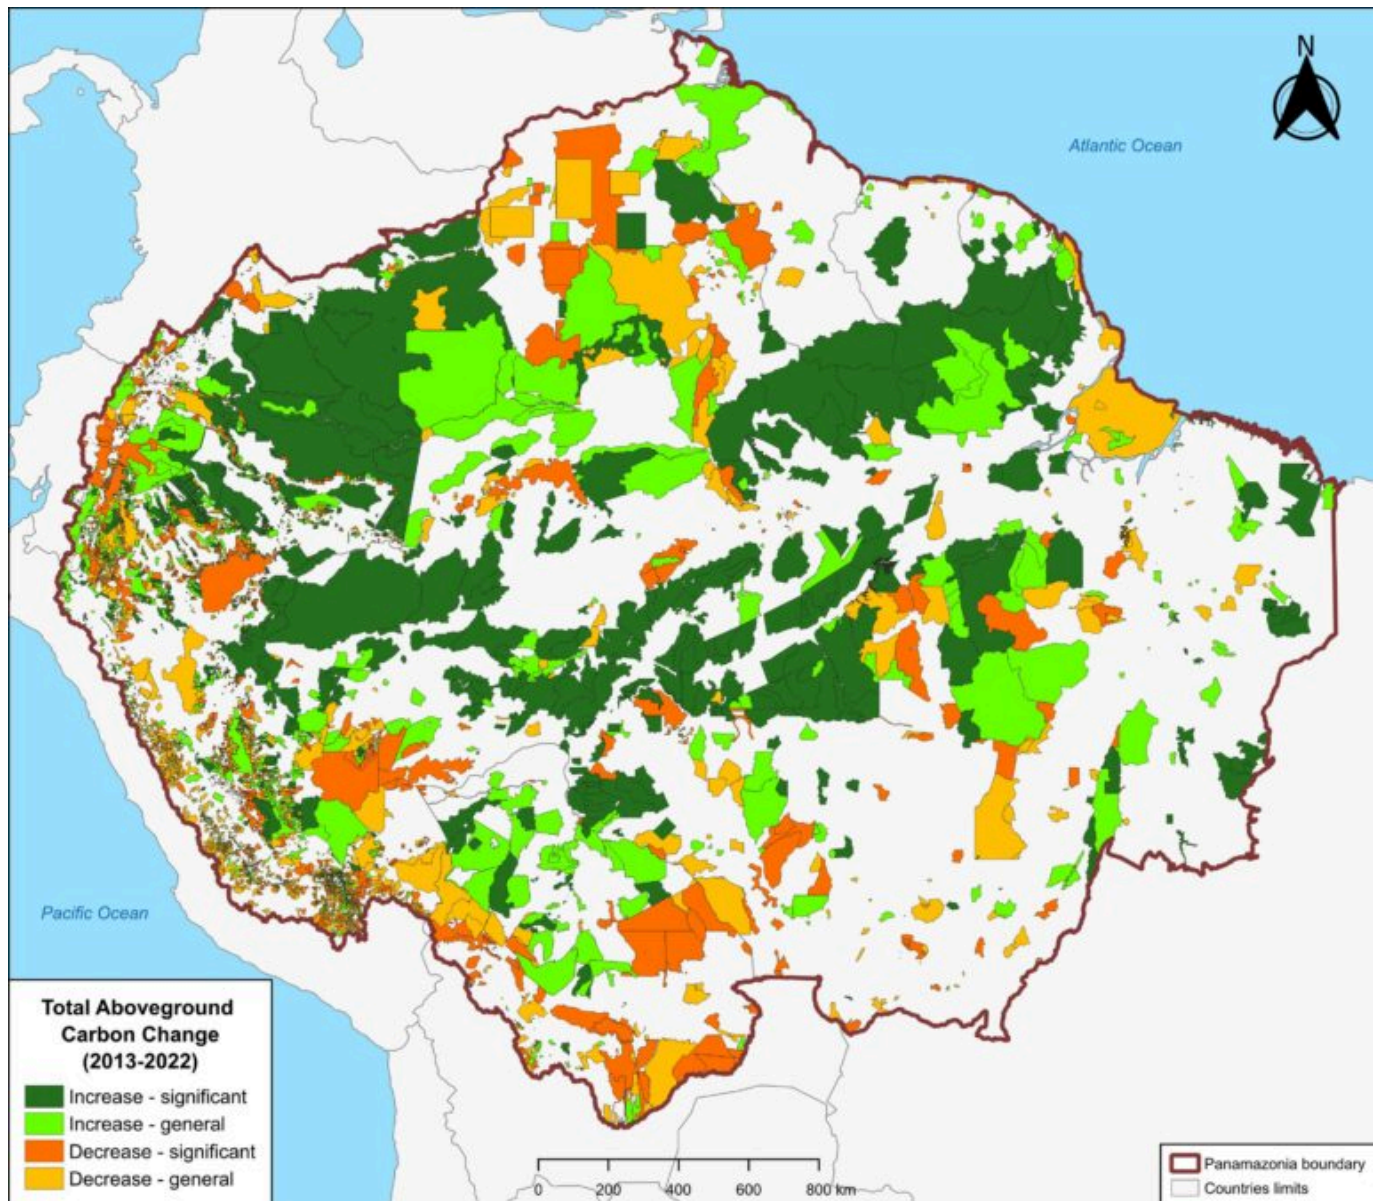 N
Atlantic Ocean
Pacific Ocean
Total Aboveground
Carbon Change
(2013-2022)
Increase - significant
Increase - general
Decrease - significant
Decrease - general
0 200 400 600 800 km
Panamazonia boundary
Countries limits